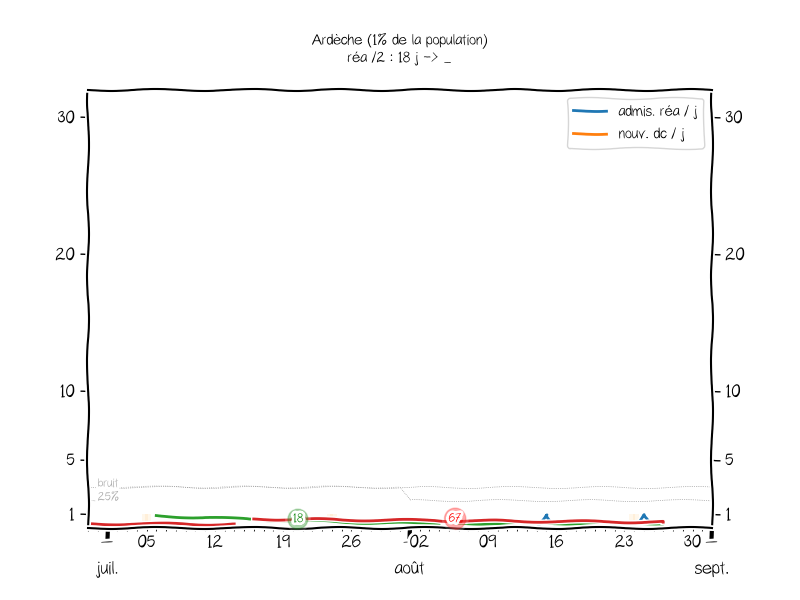 Ardèche (1% de la population)
réa /2 : 18 j -> _
admis. réa / j
nouv. dc / j
30 30
20 20
10 10
5 5
bruit
25%
1 1
18 67
05 12 19 26 02 09 16 23 30
juil. août sept.